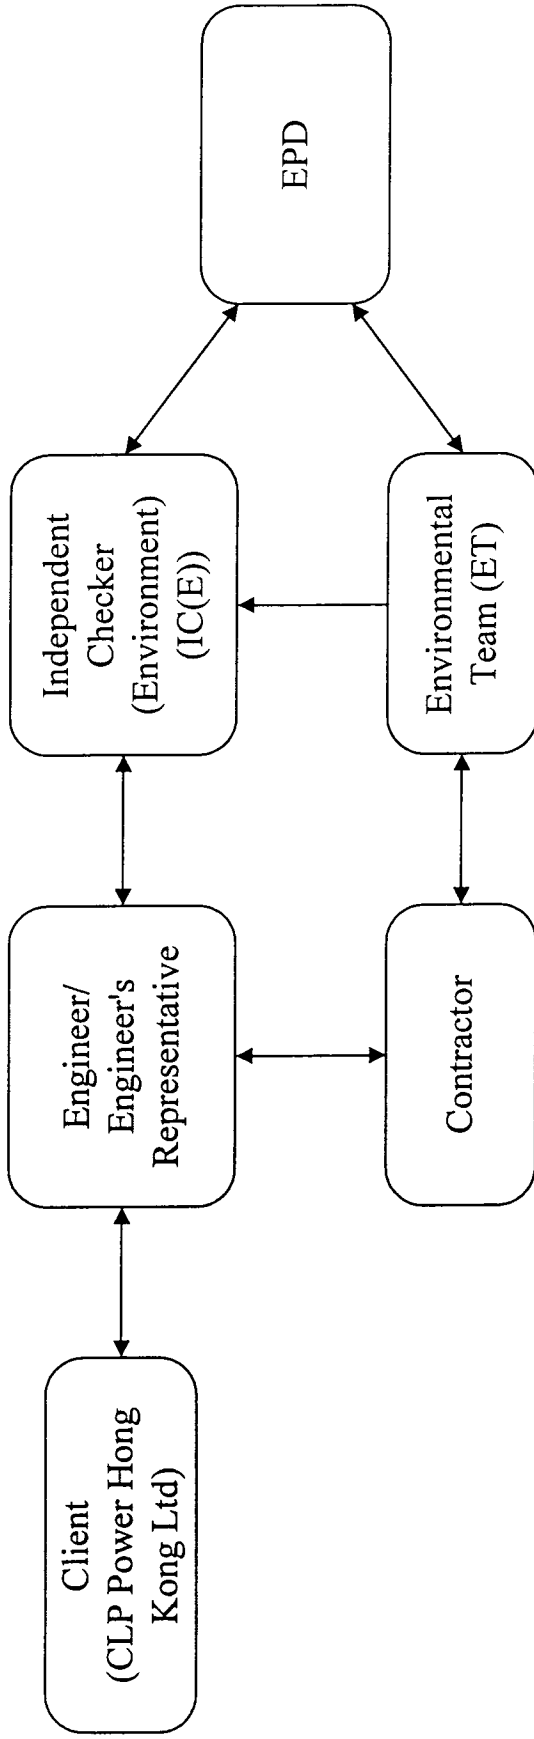 Client
(CLP Power Hong
Kong Ltd)
Engineer/
Engineer's
Representative
Independent
Checker
(Environment)
(IC(E))
EPD
Contractor
Environmental
Team (ET)